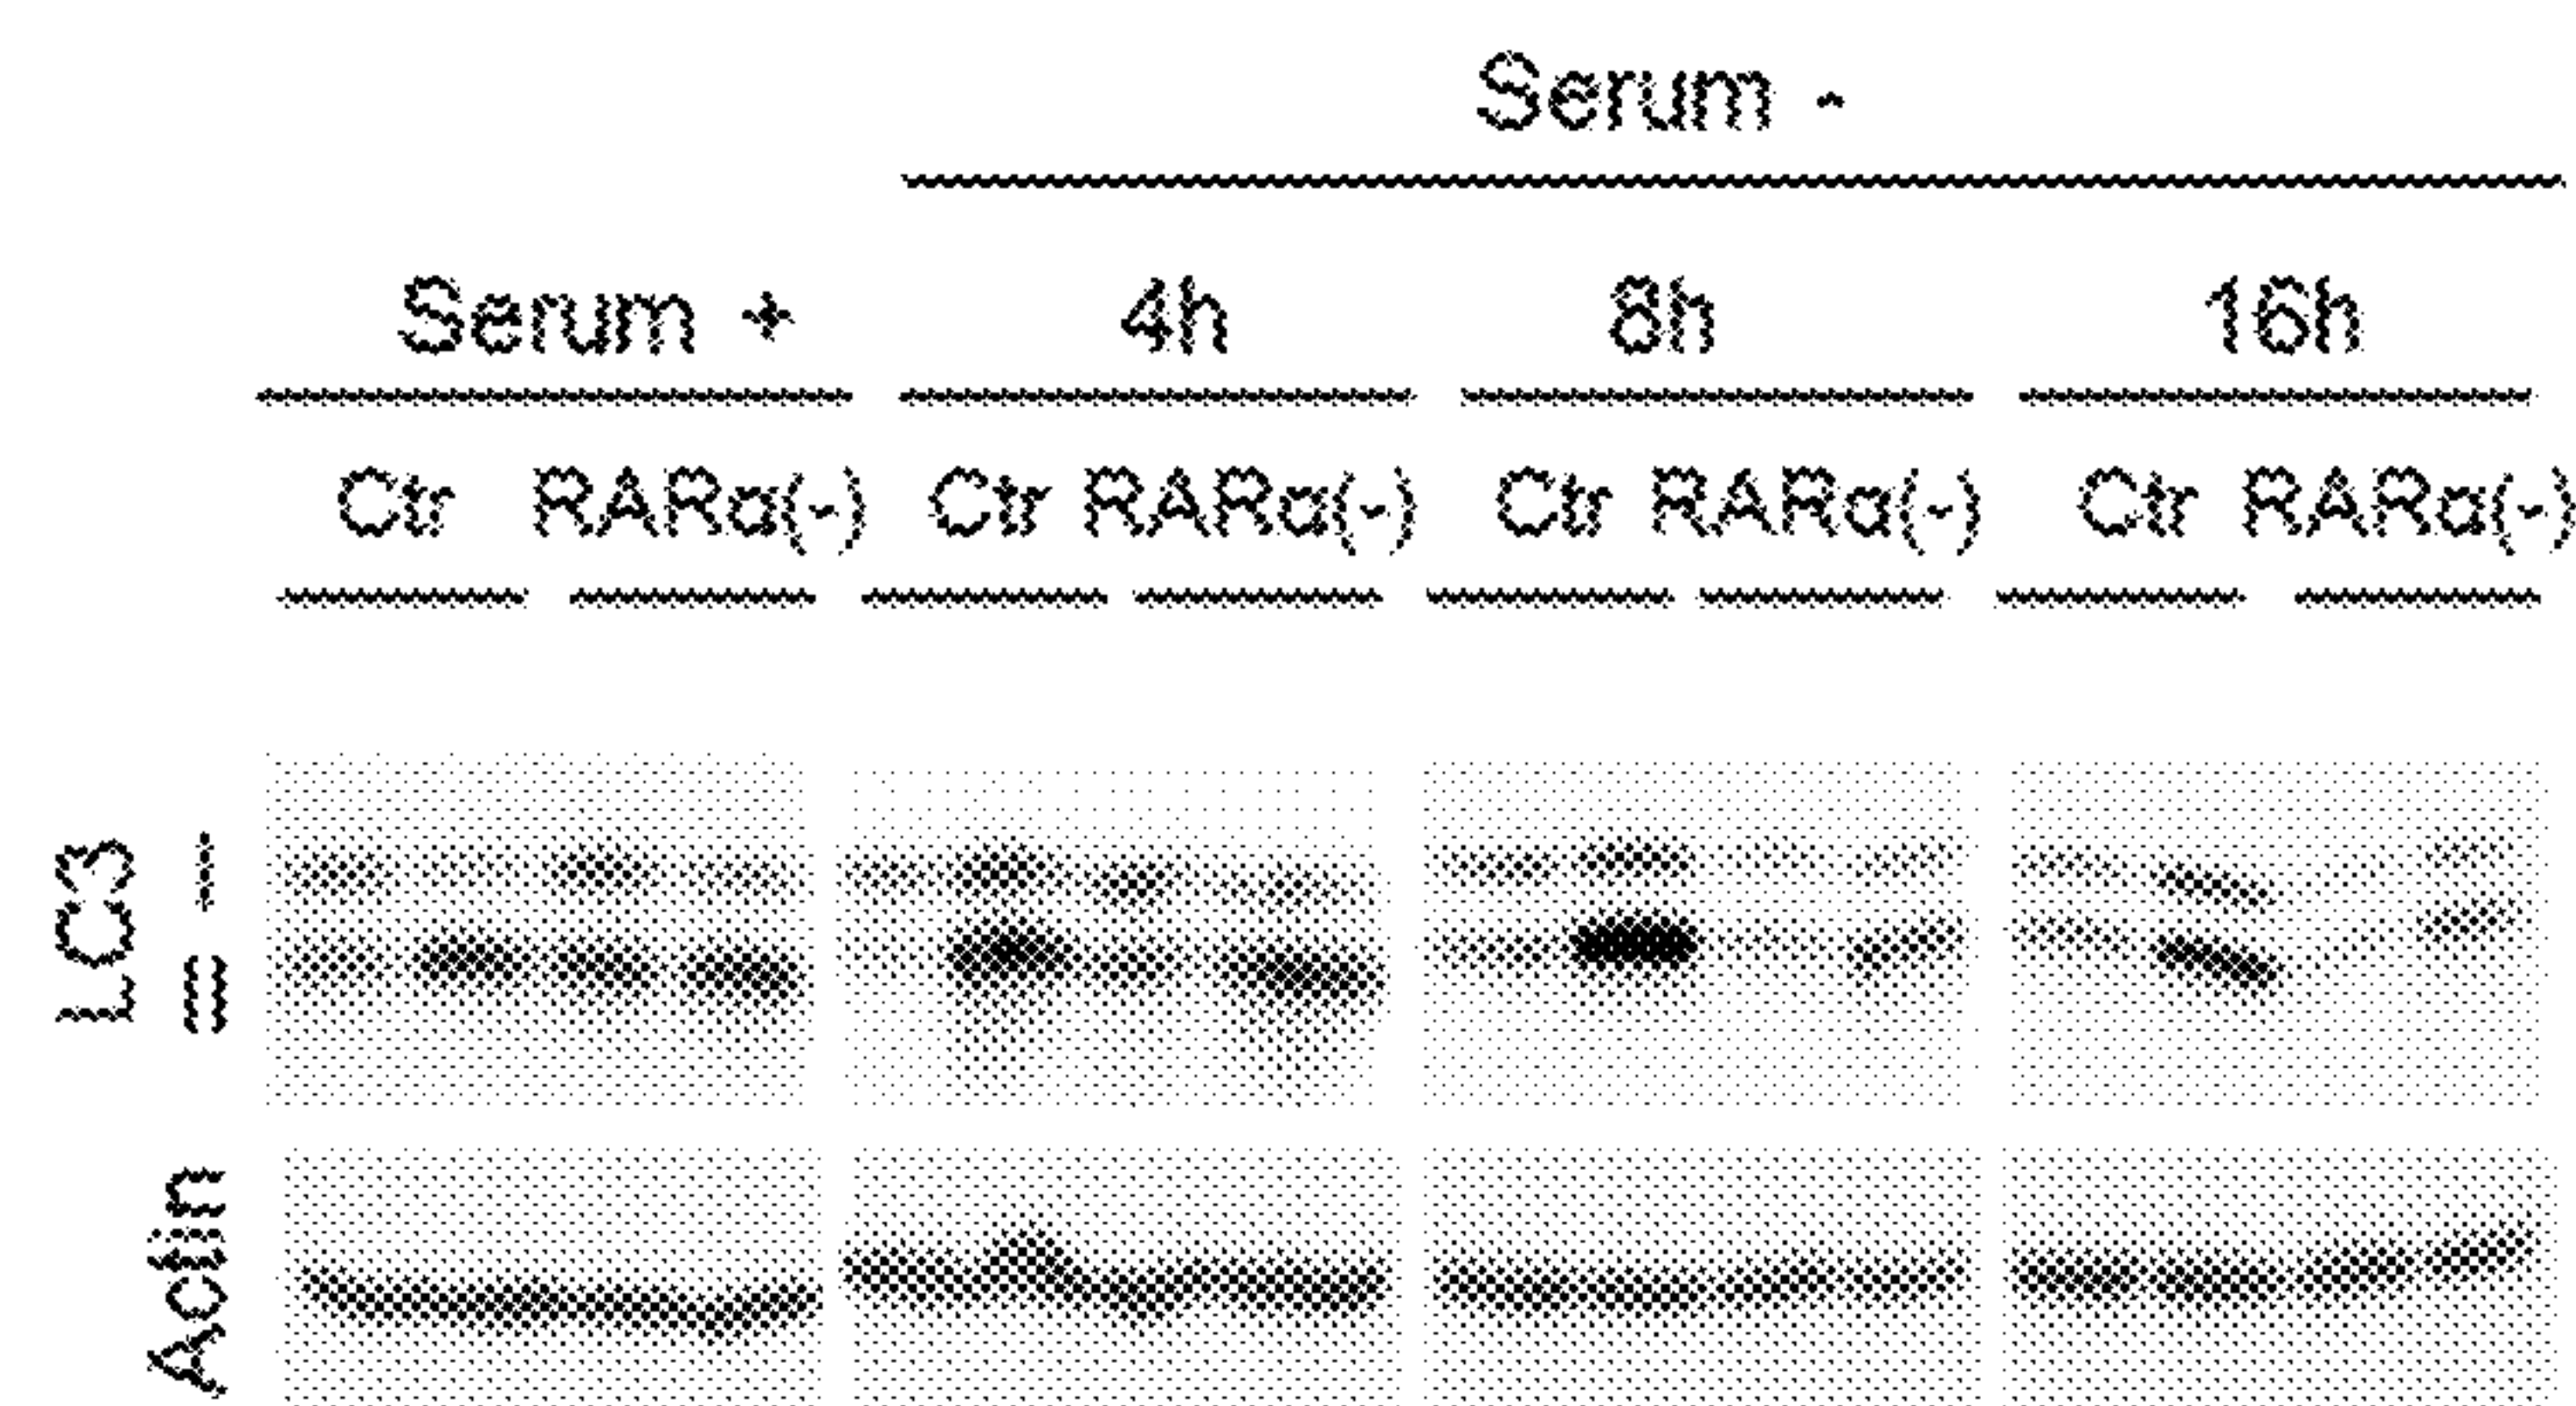 Serum -
Serum + 4h 8h 16h
Ctr RARα(-) Ctr RARα(-) Ctr RARα(-) Ctr RARα(-)
LC3
I
II
Actin